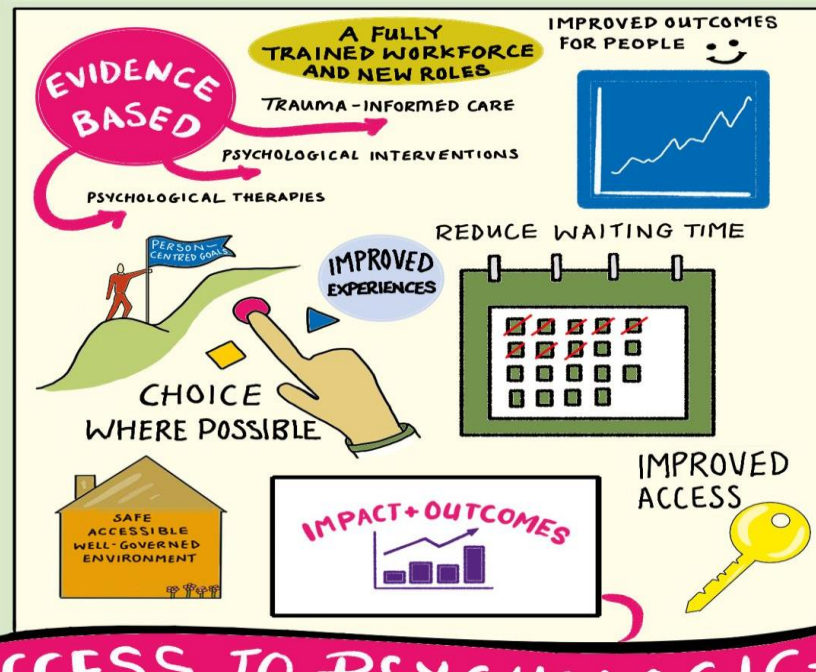 EVIDENCE
BASED
A FULLY
TRAINED WORKFORCE
AND NEW ROLES
IMPROVED OUTCOMES
FOR PEOPLE
TRAUMA-INFORMED CARE
PSYCHOLOGICAL INTERVENTIONS
PSYCHOLOGICAL THERAPIES
PERSON-
CENTRED GOALS
IMPROVED
EXPERIENCES
REDUCE WAITING TIME
CHOICE
WHERE POSSIBLE
SAFE
ACCESSIBLE
WELL-GOVERNED
ENVIRONMENT
IMPACT + OUTCOMES
IMPROVED
ACCESS